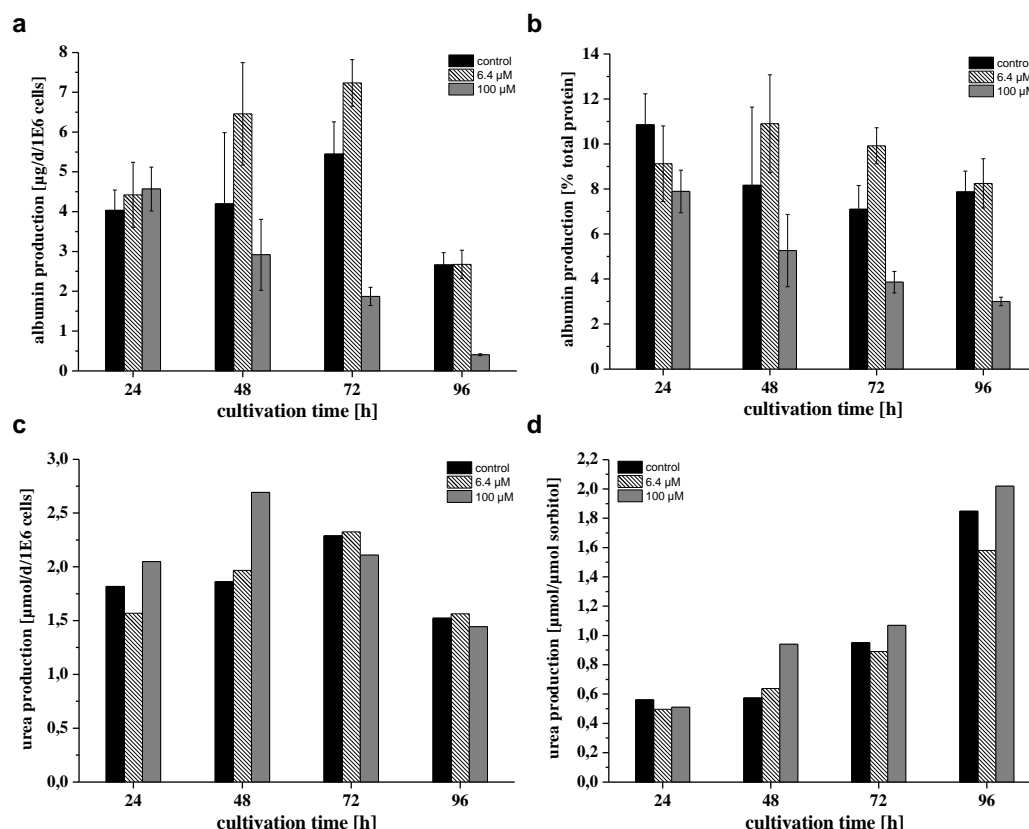 a
albumin production [µg/d/1E6 cells]
8
7
6
5
4
3
2
1
0
control
6.4 µM
100 µM
24 48 72 96
cultivation time [h]
b
albumin production [% total protein]
14
12
10
8
6
4
2
0
control
6.4 µM
100 µM
24 48 72 96
cultivation time [h]
c
urea production [µmol/d/1E6 cells]
3,0
2,5
2,0
1,5
1,0
0,5
0,0
control
6.4 µM
100 µM
24 48 72 96
cultivation time [h]
d
urea production [µmol/µmol sorbitol]
2,2
2,0
1,8
1,6
1,4
1,2
1,0
0,8
0,6
0,4
0,2
0,0
control
6.4 µM
100 µM
24 48 72 96
cultivation time [h]